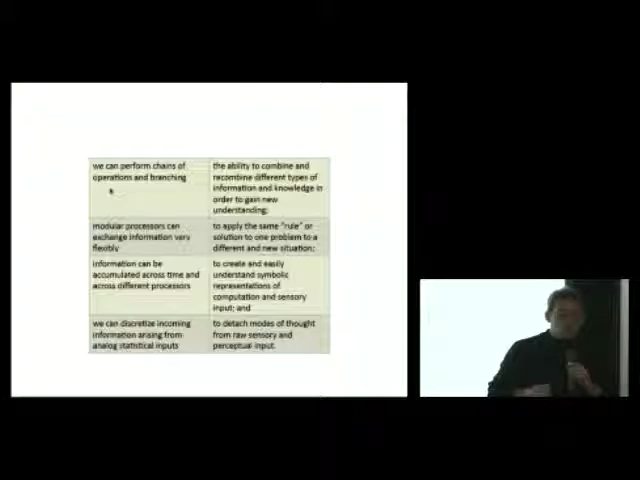 we can perform chains of
operations and branching
the ability to combine and
recombine different types of
information and knowledge in
order to gain new
understanding;
modular processors can
exchange information very
flexibly
to apply the same "rule" or
solution to one problem to a
different and new situation;
information can be
accumulated across time and
across different processors
to create and easily
understand symbolic
representations of
computation and sensory
input; and
we can discretize incoming
information arising from
analog statistical inputs
to detach modes of thought
from raw sensory and
perceptual input.